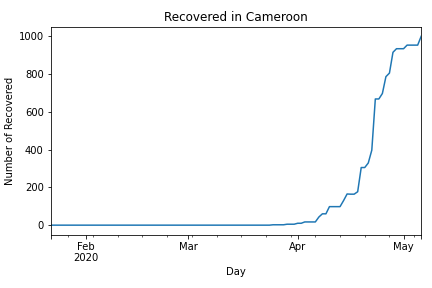 Recovered in Cameroon
Number of Recovered
1000
800
600
400
200
0
Feb
2020
Mar
Apr
May
Day